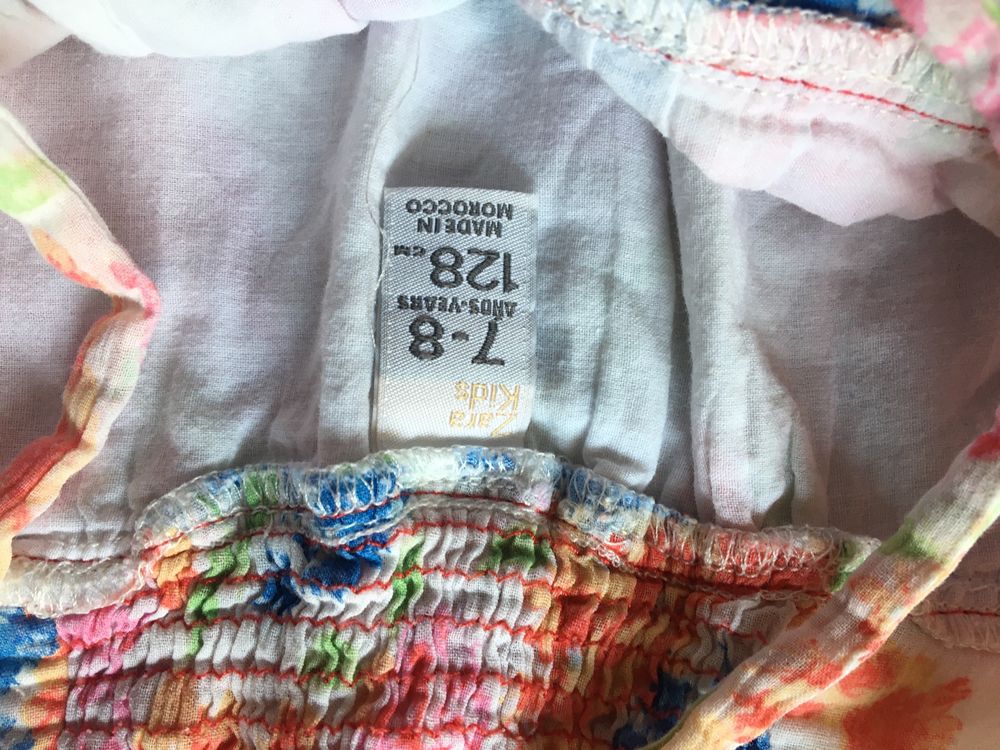 Zara
Kids
7-8
AÑOS-YEARS
128 CM
MADE IN
MOROCCO